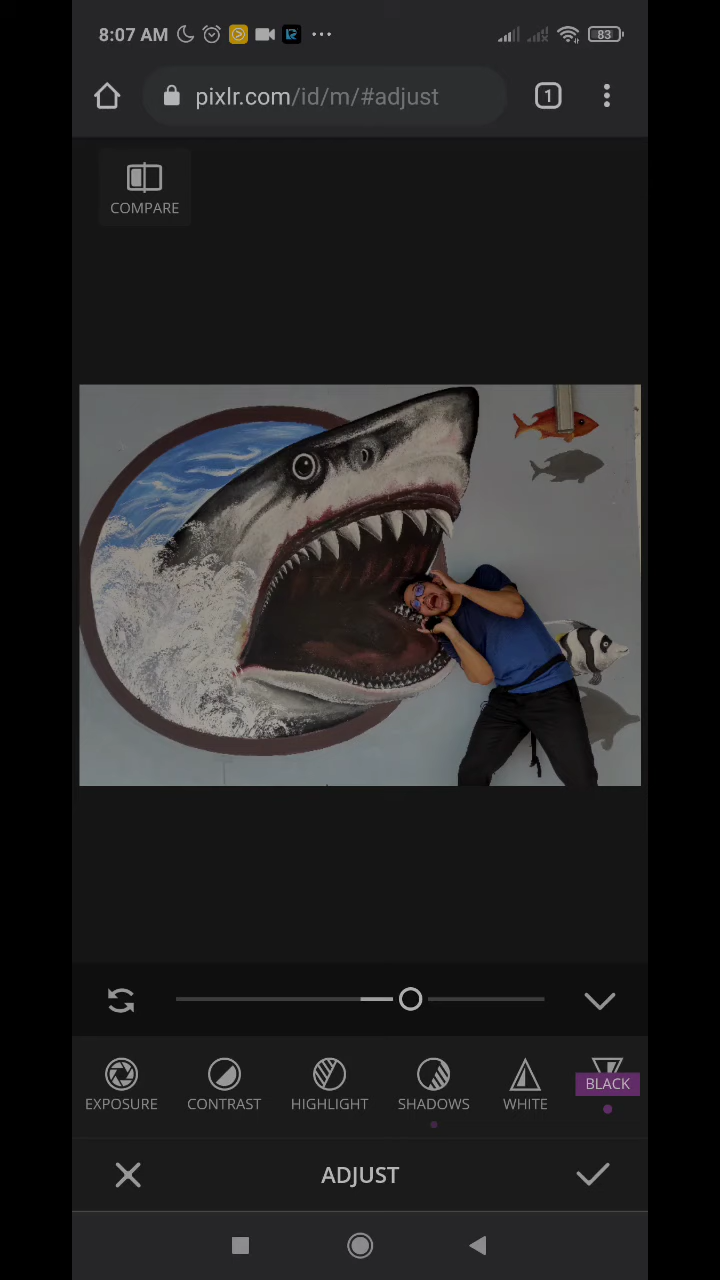 8:07 AM
83
pixlr.com/id/m/#adjust
1
COMPARE
EXPOSURE
CONTRAST
HIGHLIGHT
SHADOWS
WHITE
BLACK
ADJUST